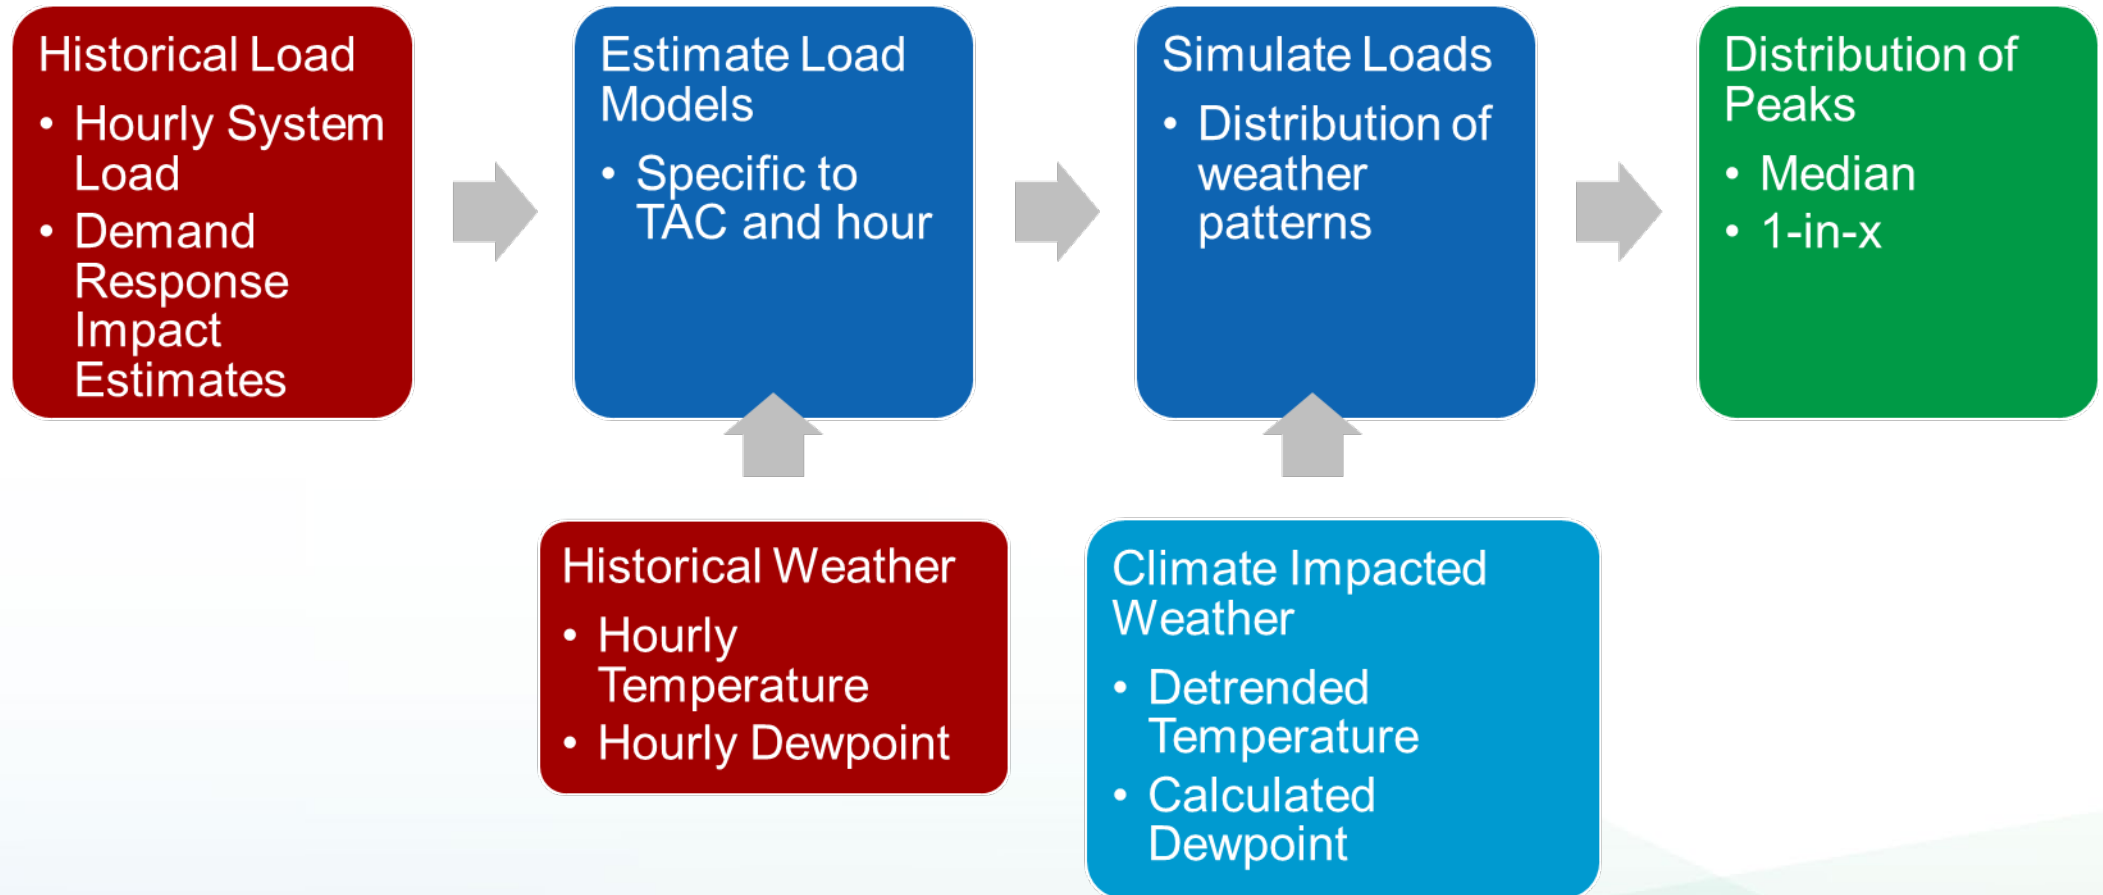 Historical Load
• Hourly System
Load
• Demand
Response
Impact
Estimates
Estimate Load
Models
• Specific to
TAC and hour
Simulate Loads
• Distribution of
weather
patterns
Distribution of
Peaks
• Median
• 1-in-x
Historical Weather
• Hourly
Temperature
• Hourly Dewpoint
Climate Impacted
Weather
• Detrended
Temperature
• Calculated
Dewpoint